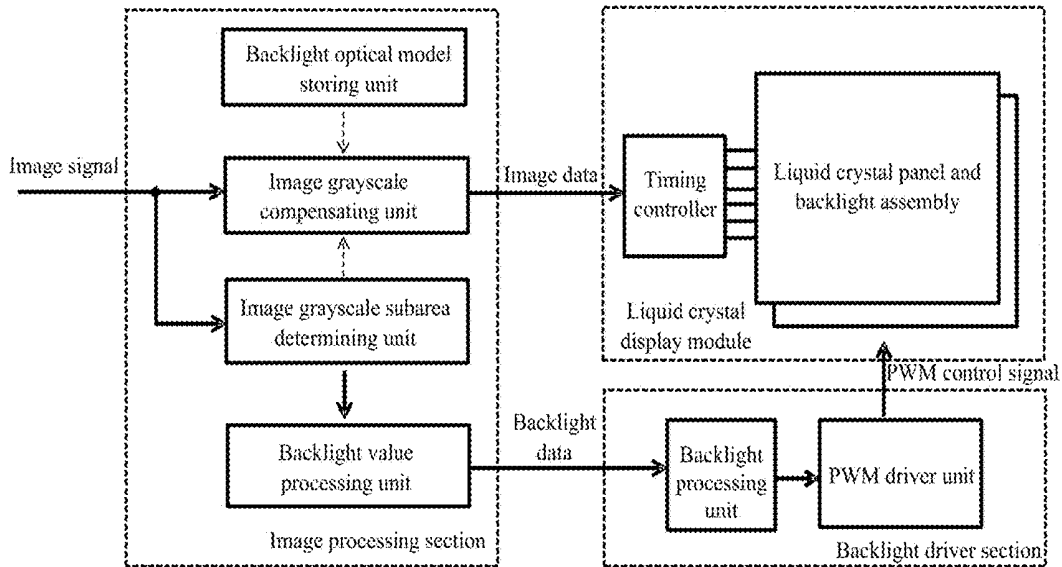 Backlight optical model
storing unit
Image signal
Image grayscale
compensating unit
Image data
Timing
controller
Liquid crystal panel and
backlight assembly
Image grayscale subarea
determining unit
Liquid crystal
display module
PWM control signal
Backlight value
processing unit
Backlight
data
Backlight
processing
unit
PWM driver unit
Image processing section
Backlight driver section